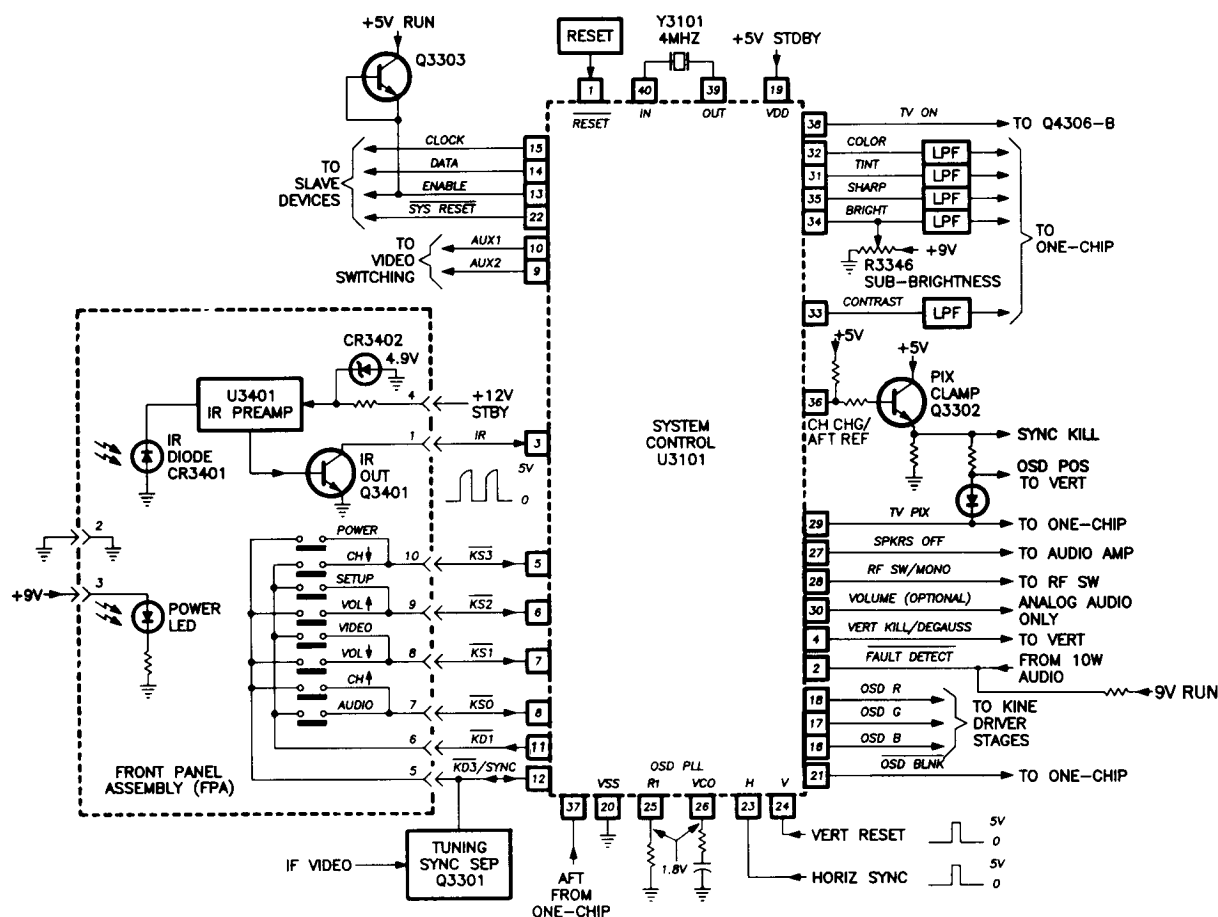 +5V RUN
Q3303
RESET
Y3101
4MHZ
+5V STDBY
1
40
39
19
RESET
IN
OUT
VDD
CLOCK
15
DATA
14
ENABLE
13
SYS RESET
22
TO
SLAVE
DEVICES
AUX1
10
AUX2
9
TO
VIDEO
SWITCHING
38
TV ON
TO Q4306-B
32
COLOR
LPF
31
TINT
LPF
35
SHARP
LPF
34
BRIGHT
LPF
TO
ONE-CHIP
+9V
R3346
SUB-BRIGHTNESS
33
CONTRAST
LPF
+5V
+5V
36
CH CHG/
AFT REF
PIX
CLAMP
Q3302
SYNC KILL
OSD POS
TO VERT
29
TV PIX
TO ONE-CHIP
27
SPKRS OFF
TO AUDIO AMP
28
RF SW/MONO
TO RF SW
30
VOLUME (OPTIONAL)
ANALOG AUDIO
ONLY
4
VERT KILL/DEGAUSS
TO VERT
2
FAULT DETECT
FROM 10W
AUDIO
9V RUN
18
OSD R
17
OSD G
16
OSD B
TO KINE
DRIVER
STAGES
21
OSD BLNK
TO ONE-CHIP
SYSTEM
CONTROL
U3101
CR3402
4.9V
U3401
IR PREAMP
4
+12V
STBY
IR
DIODE
CR3401
IR
OUT
Q3401
1
IR
3
5V
0
2
3
+9V
POWER
LED
POWER
CH↓
10
KS3
5
SETUP
VOL↑
9
KS2
6
VIDEO
VOL↓
8
KS1
7
CH↑
AUDIO
7
KS0
8
6
KD1
11
5
KD3/SYNC
12
FRONT PANEL
ASSEMBLY (FPA)
IF VIDEO
TUNING
SYNC SEP
Q3301
OSD PLL
VSS
R1
VCO
H
V
37
20
25
26
23
24
AFT
FROM
ONE-CHIP
1.8V
VERT RESET
5V
0
HORIZ SYNC
5V
0